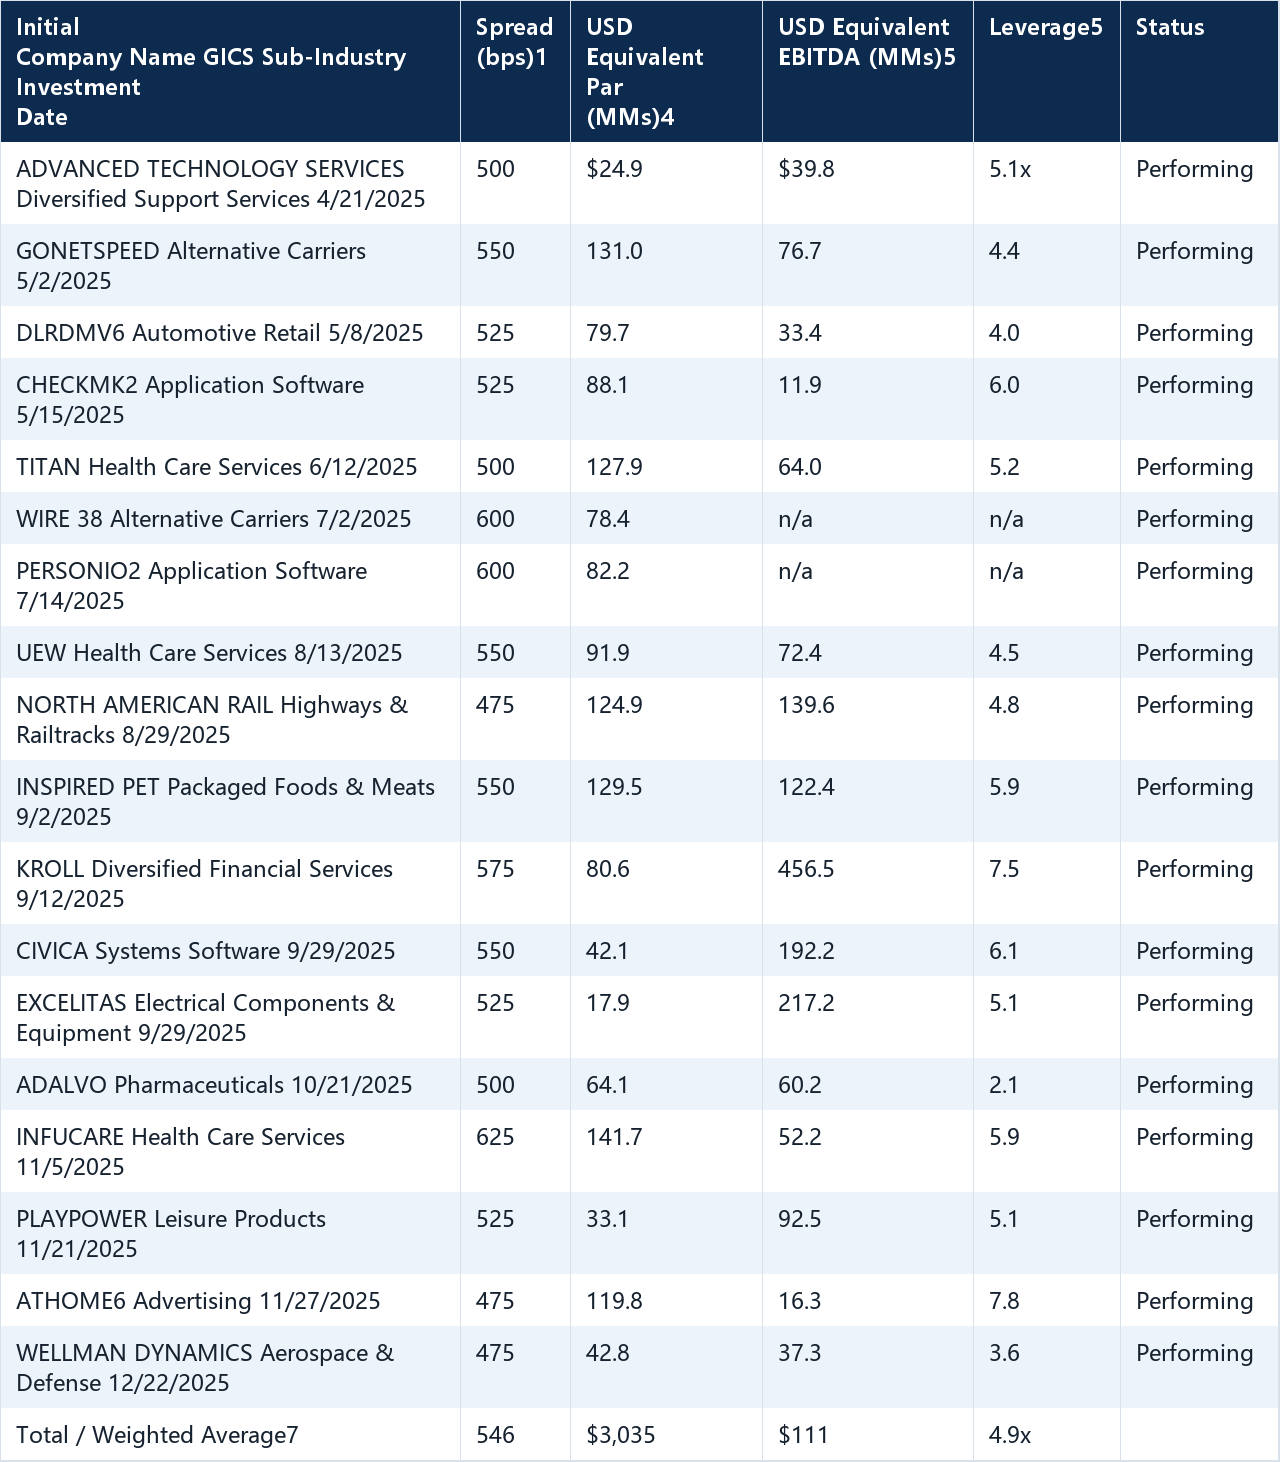 Initial
Company Name GICS Sub-Industry
Investment
Date
Spread
(bps)1
USD
Equivalent
Par
(MMs)4
USD Equivalent
EBITDA (MMs)5
Leverage5
Status
ADVANCED TECHNOLOGY SERVICES
Diversified Support Services 4/21/2025
500
$24.9
$39.8
5.1x
Performing
GONETSPEED Alternative Carriers
5/2/2025
550
131.0
76.7
4.4
Performing
DLRDMV6 Automotive Retail 5/8/2025
525
79.7
33.4
4.0
Performing
CHECKMK2 Application Software
5/15/2025
525
88.1
11.9
6.0
Performing
TITAN Health Care Services 6/12/2025
500
127.9
64.0
5.2
Performing
WIRE 38 Alternative Carriers 7/2/2025
600
78.4
n/a
n/a
Performing
PERSONIO2 Application Software
7/14/2025
600
82.2
n/a
n/a
Performing
UEW Health Care Services 8/13/2025
550
91.9
72.4
4.5
Performing
NORTH AMERICAN RAIL Highways &
Railtracks 8/29/2025
475
124.9
139.6
4.8
Performing
INSPIRED PET Packaged Foods & Meats
9/2/2025
550
129.5
122.4
5.9
Performing
KROLL Diversified Financial Services
9/12/2025
575
80.6
456.5
7.5
Performing
CIVICA Systems Software 9/29/2025
550
42.1
192.2
6.1
Performing
EXCELITAS Electrical Components &
Equipment 9/29/2025
525
17.9
217.2
5.1
Performing
ADALVO Pharmaceuticals 10/21/2025
500
64.1
60.2
2.1
Performing
INFUCARE Health Care Services
11/5/2025
625
141.7
52.2
5.9
Performing
PLAYPOWER Leisure Products
11/21/2025
525
33.1
92.5
5.1
Performing
ATHOME6 Advertising 11/27/2025
475
119.8
16.3
7.8
Performing
WELLMAN DYNAMICS Aerospace &
Defense 12/22/2025
475
42.8
37.3
3.6
Performing
Total / Weighted Average7
546
$3,035
$111
4.9x